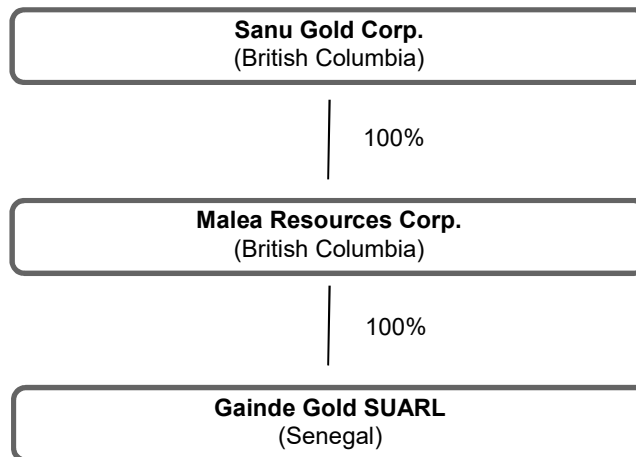 Sanu Gold Corp.
(British Columbia)
100%
Malea Resources Corp.
(British Columbia)
100%
Gainde Gold SUARL
(Senegal)